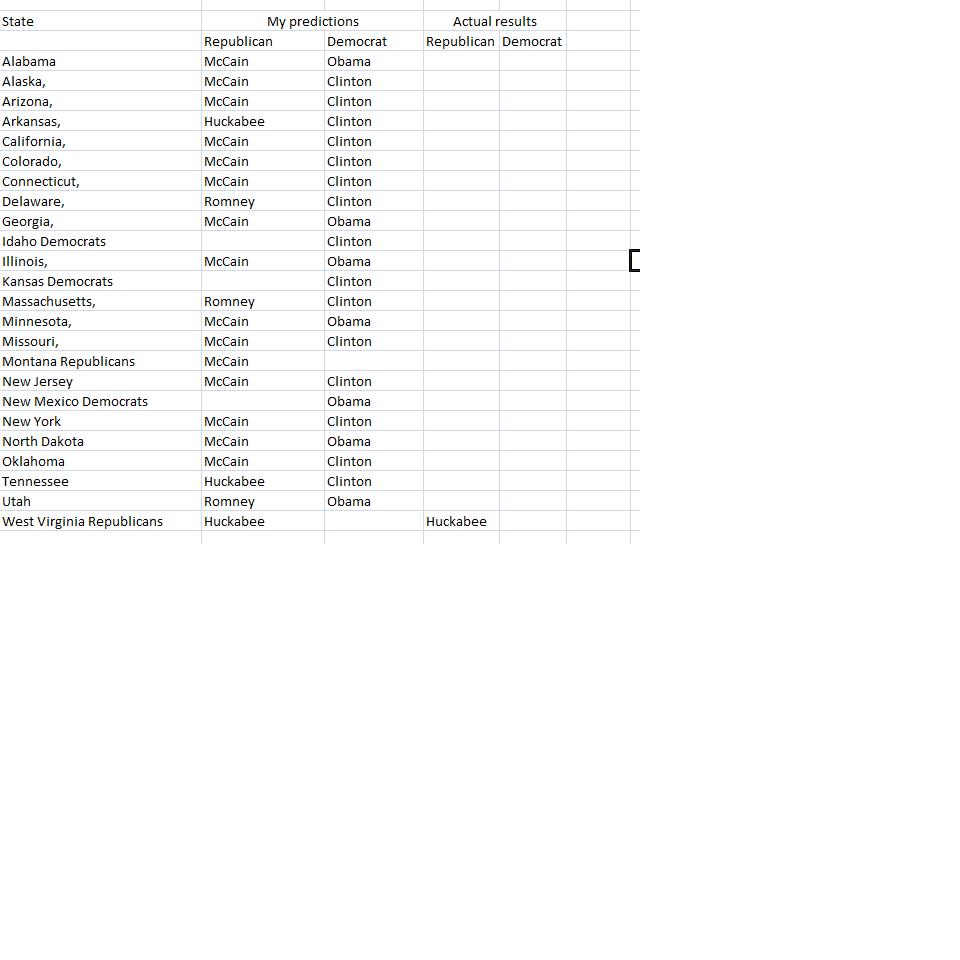 State My predictions Actual results
Republican Democrat Republican Democrat
Alabama McCain Obama
Alaska, McCain Clinton
Arizona, McCain Clinton
Arkansas, Huckabee Clinton
California, McCain Clinton
Colorado, McCain Clinton
Connecticut, McCain Clinton
Delaware, Romney Clinton
Georgia, McCain Obama
Idaho Democrats Clinton
Illinois, McCain Obama
Kansas Democrats Clinton
Massachusetts, Romney Clinton
Minnesota, McCain Obama
Missouri, McCain Clinton
Montana Republicans McCain
New Jersey McCain Clinton
New Mexico Democrats Obama
New York McCain Clinton
North Dakota McCain Obama
Oklahoma McCain Clinton
Tennessee Huckabee Clinton
Utah Romney Obama
West Virginia Republicans Huckabee Huckabee